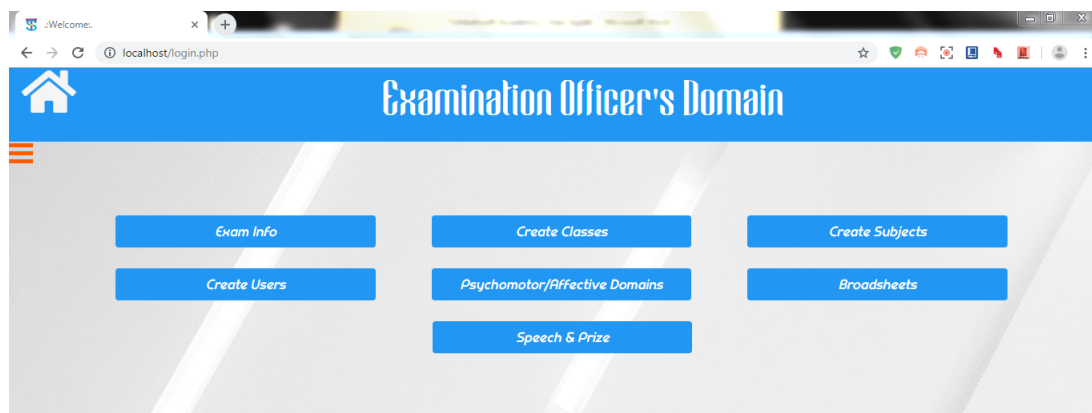 .:Welcome:.
localhost/login.php
Examination Officer's Domain
Exam Info
Create Classes
Create Subjects
Create Users
Psychomotor/Affective Domains
Broadsheets
Speech & Prize